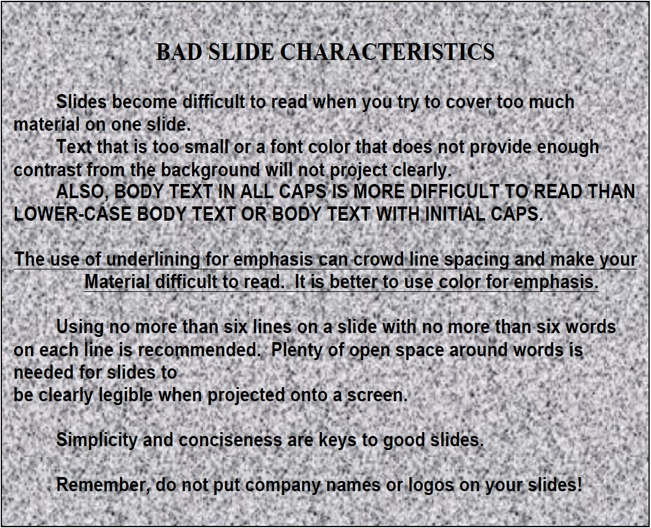 BAD SLIDE CHARACTERISTICS
Slides become difficult to read when you try to cover too much
material on one slide.
Text that is too small or a font color that does not provide enough
contrast from the background will not project clearly.
ALSO, BODY TEXT IN ALL CAPS IS MORE DIFFICULT TO READ THAN
LOWER-CASE BODY TEXT OR BODY TEXT WITH INITIAL CAPS.
The use of underlining for emphasis can crowd line spacing and make your
Material difficult to read.  It is better to use color for emphasis.
Using no more than six lines on a slide with no more than six words
on each line is recommended.  Plenty of open space around words is
needed for slides to
be clearly legible when projected onto a screen.
Simplicity and conciseness are keys to good slides.
Remember, do not put company names or logos on your slides!